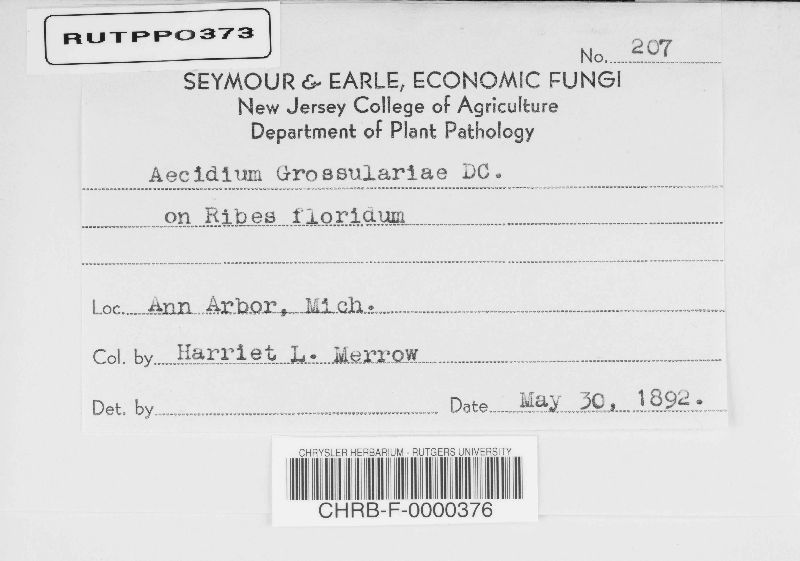 RUTPP0373
No. 207
SEYMOUR & EARLE, ECONOMIC FUNGI
New Jersey College of Agriculture
Department of Plant Pathology
Aecidium Grossulariae DC.
on Ribes floridum
Loc. Ann Arbor, Mich.
Col. by Harriet L. Merrow
Det. by
Date May 30, 1892.
CHRYSLER HERBARIUM - RUTGERS UNIVERSITY
CHRB-F-0000376